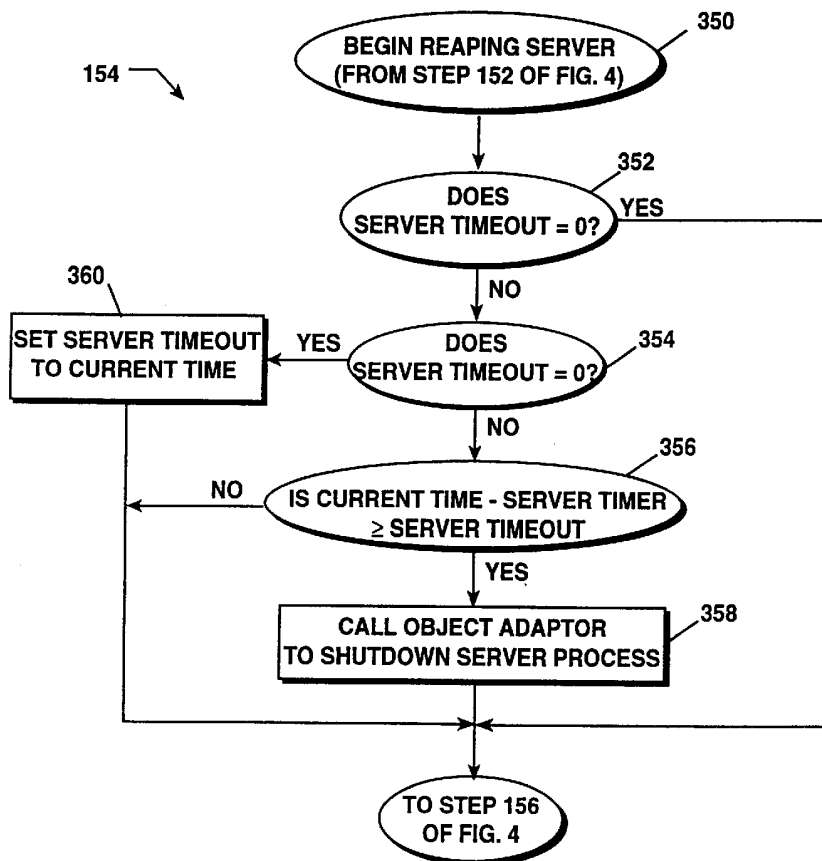 350
BEGIN REAPING SERVER
(FROM STEP 152 OF FIG. 4)
154
352
DOES
SERVER TIMEOUT = 0?
YES
NO
360
SET SERVER TIMEOUT
TO CURRENT TIME
YES
DOES
SERVER TIMEOUT = 0?
354
NO
356
NO
IS CURRENT TIME - SERVER TIMER
≥ SERVER TIMEOUT
YES
358
CALL OBJECT ADAPTOR
TO SHUTDOWN SERVER PROCESS
TO STEP 156
OF FIG. 4